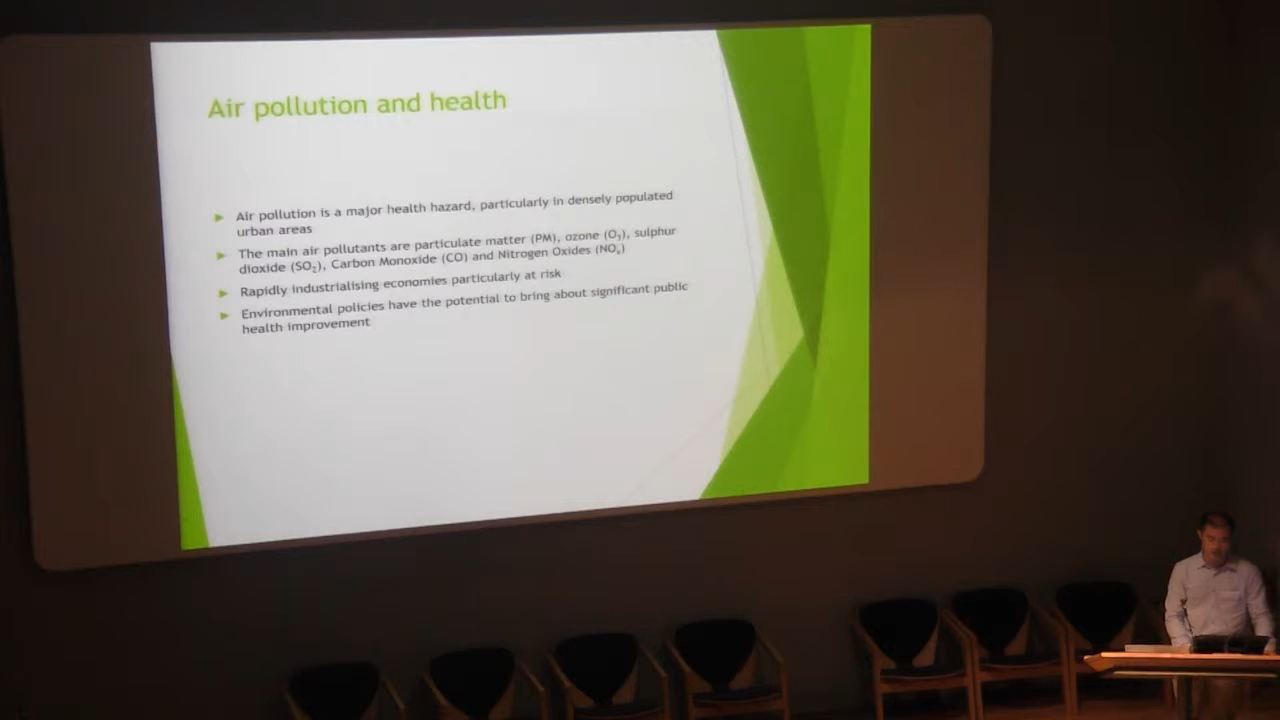 Air pollution and health
Air pollution is a major health hazard, particularly in densely populated
urban areas
The main air pollutants are particulate matter (PM), ozone (O₃), sulphur
dioxide (SO₂), Carbon Monoxide (CO) and Nitrogen Oxides (NOₓ)
Rapidly industrialising economies particularly at risk
Environmental policies have the potential to bring about significant public
health improvement